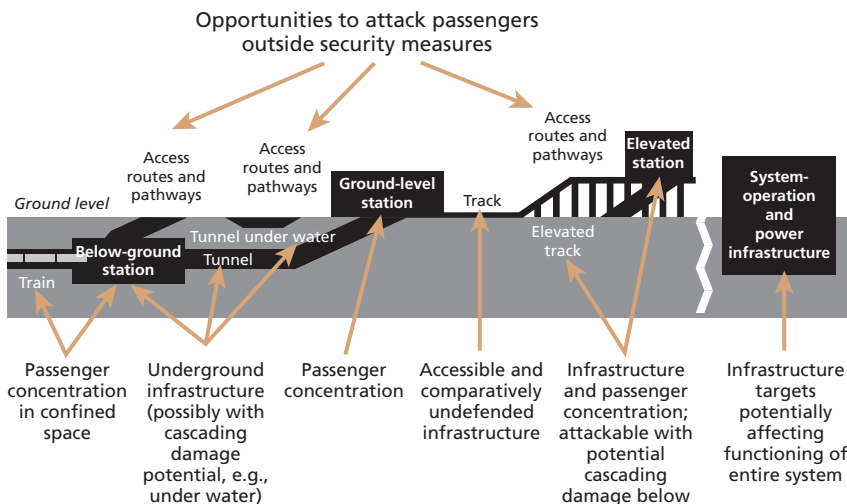 Opportunities to attack passengers
outside security measures
Access
routes and
pathways
Access
routes and
pathways
Access
routes and
pathways
Elevated
station
Ground-level
station
System-
operation
and
power
infrastructure
Ground level
Track
Tunnel under water
Elevated
track
Below-ground
station
Tunnel
Train
Passenger
concentration
in confined
space
Underground
infrastructure
(possibly with
cascading
damage
potential, e.g.,
under water)
Passenger
concentration
Accessible and
comparatively
undefended
infrastructure
Infrastructure
and passenger
concentration;
attackable with
potential
cascading
damage below
Infrastructure
targets
potentially
affecting
functioning of
entire system